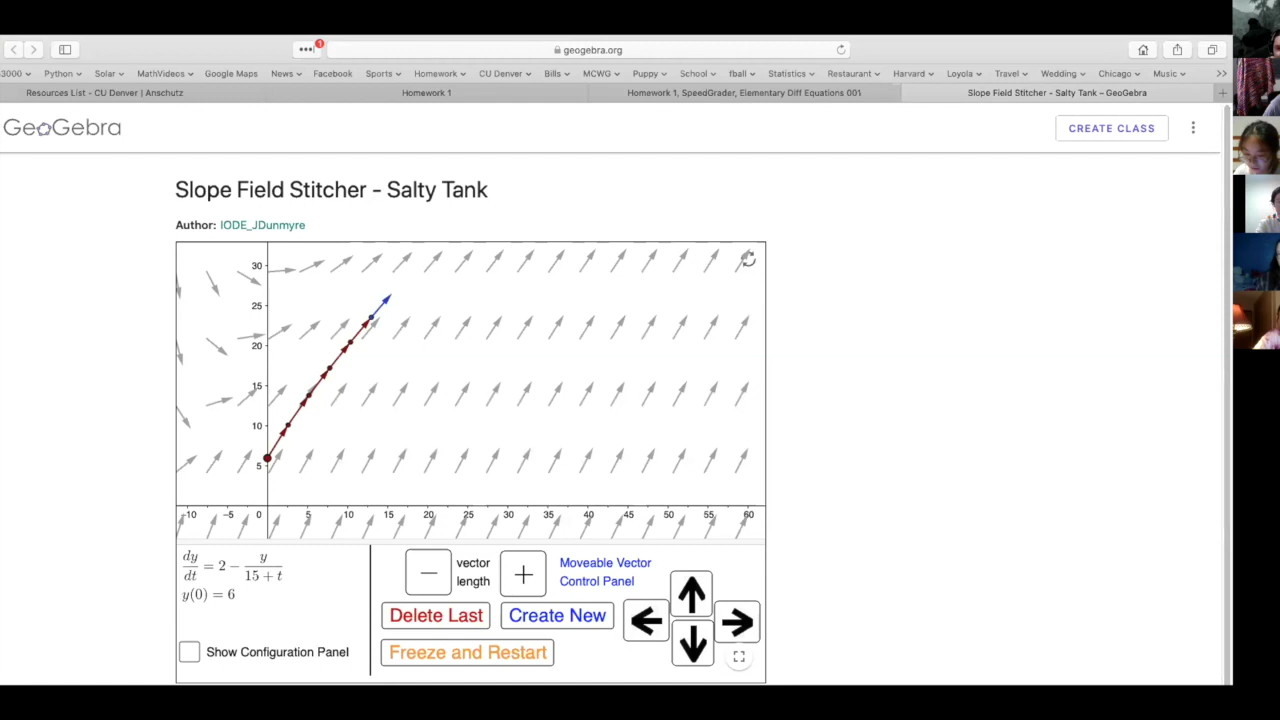 ••• 1 geogebra.org
3000 Python Solar MathVideos Google Maps News Facebook Sports Homework CU Denver Bills MCWG Puppy School fball Statistics Restaurant Harvard Loyola Travel Wedding Chicago Music >>
Resources List - CU Denver | Anschutz Homework 1 Homework 1, SpeedGrader, Elementary Diff Equations 001 Slope Field Stitcher - Salty Tank – GeoGebra +
GeoGebra CREATE CLASS
Slope Field Stitcher - Salty Tank
Author: IODE_JDunmyre
30
25
20
15
10
5
-10 -5 0 5 10 15 20 25 30 35 40 45 50 55 60
dy/dt = 2 − y/(15 + t)
y(0) = 6
Show Configuration Panel
− vector length +
Moveable Vector
Control Panel
Delete Last Create New
Freeze and Restart